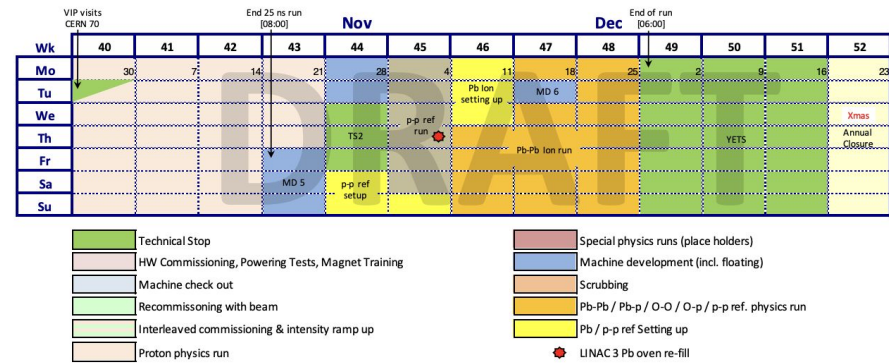 VIP visits
CERN 70
End 25 ns run
[08:00]
Nov
Dec
End of run
[06:00]
Wk 40 41 42 43 44 45 46 47 48 49 50 51 52
Mo 30 7 14 21 28 4 11 18 25 2 9 16 23
Tu
We
Th
Fr
Sa
Su
Pb Ion
setting up
MD 6
p-p ref
run
Xmas
TS2
YETS
Annual
Closure
Pb-Pb Ion run
MD 5
p-p ref
setup
DRAFT
Technical Stop
HW Commissioning, Powering Tests, Magnet Training
Machine check out
Recommissoning with beam
Interleaved commissioning & intensity ramp up
Proton physics run
Special physics runs (place holders)
Machine development (incl. floating)
Scrubbing
Pb-Pb / Pb-p / O-O / O-p / p-p ref. physics run
Pb / p-p ref Setting up
LINAC 3 Pb oven re-fill